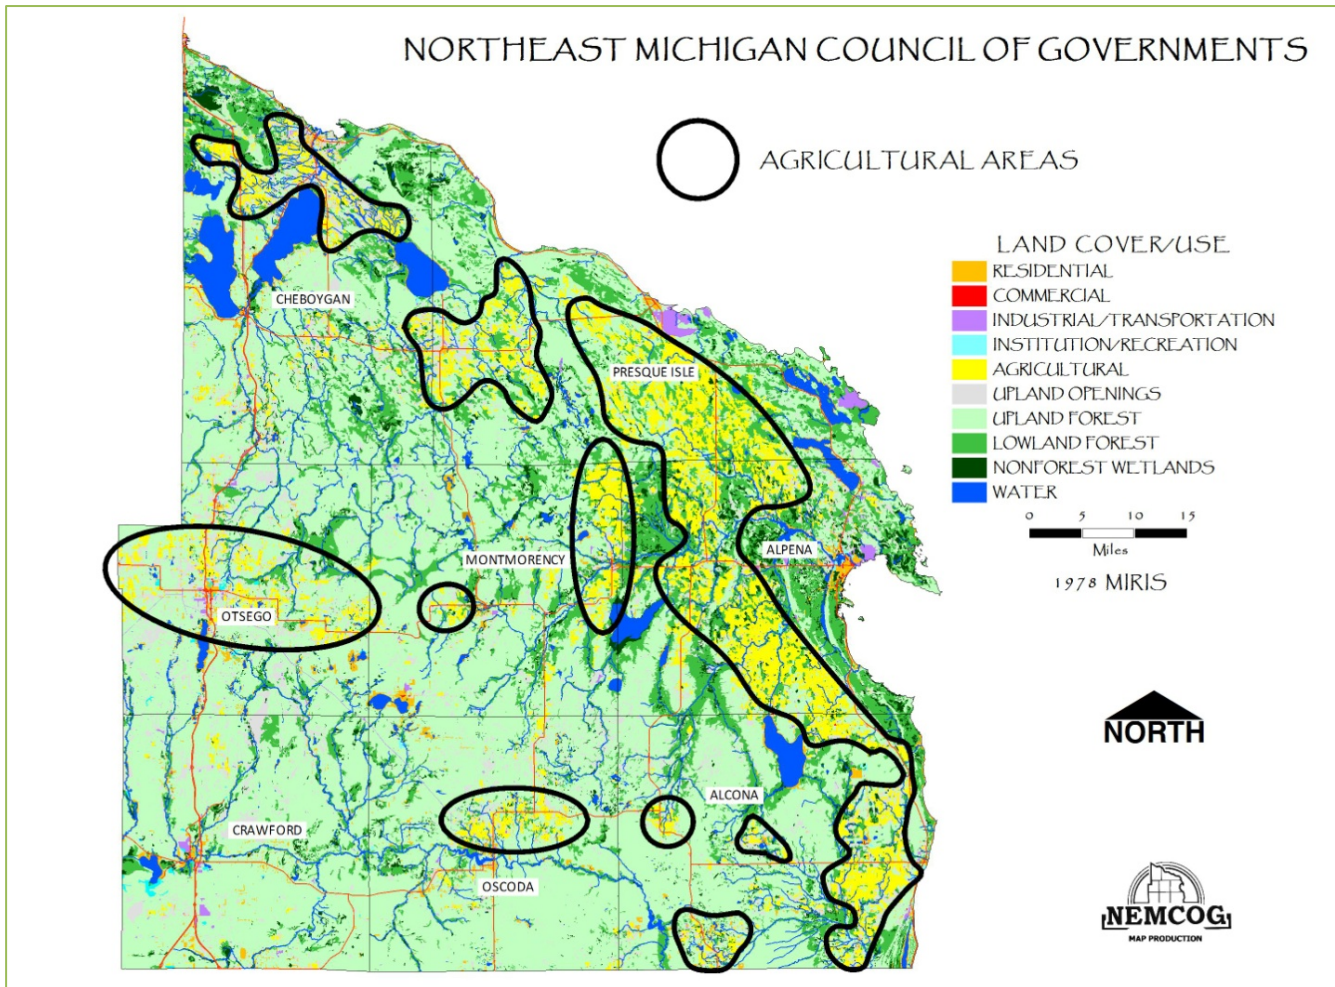 NORTHEAST MICHIGAN COUNCIL OF GOVERNMENTS
AGRICULTURAL AREAS
LAND COVER/USE
RESIDENTIAL
COMMERCIAL
INDUSTRIAL/TRANSPORTATION
INSTITUTION/RECREATION
AGRICULTURAL
UPLAND OPENINGS
UPLAND FOREST
LOWLAND FOREST
NONFOREST WETLANDS
WATER
0 5 10 15
Miles
1978 MIRIS
CHEBOYGAN
PRESQUE ISLE
MONTMORENCY
ALPENA
OTSEGO
ALCONA
CRAWFORD
OSCODA
NORTH
NEMCOG
MAP PRODUCTION